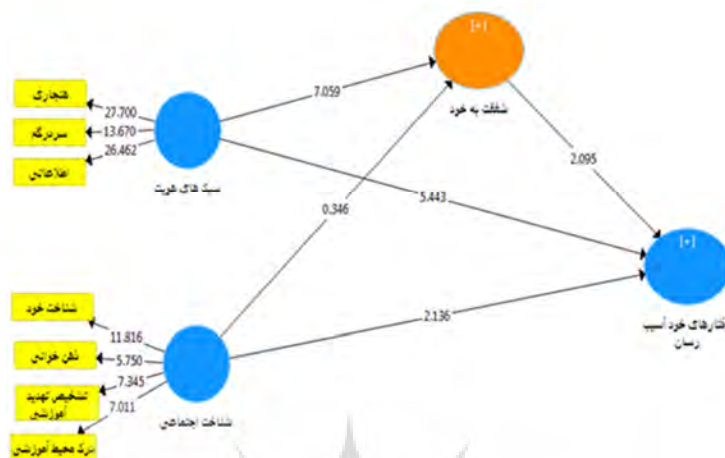 [+]
هنجاری
27.700
7.059
شفقت به خود
سردرگم
13.670
اطلاعاتی
26.462
سبک های هویت
2.095
0.346
5.443
[+]
شناخت خود
11.816
2.136
رفتارهای خود آسیب
رسان
ذهن خوانی
5.750
تشخیص تهدید
آموزشی
7.345
7.011
شناخت اجتماعی
درک محیط آموزشی